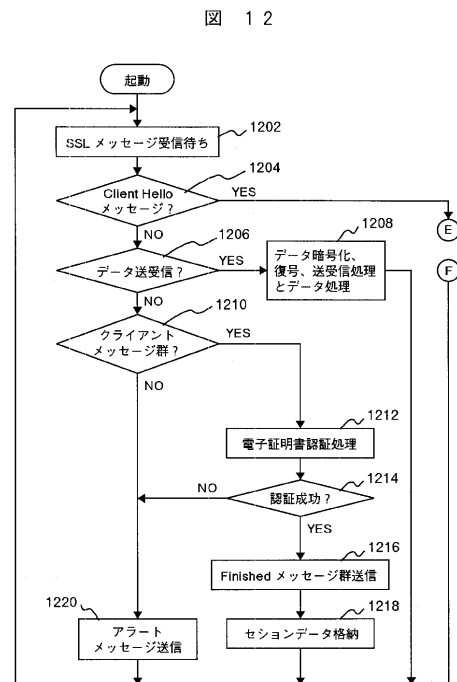 図 12
起動
SSL メッセージ受信待ち
1202
Client Hello
メッセージ?
1204
YES
NO
E
データ送受信?
1206
YES
NO
データ暗号化、
復号、送受信処理
とデータ処理
1208
F
クライアント
メッセージ群?
1210
YES
NO
電子証明書認証処理
1212
認証成功?
1214
NO
YES
Finished メッセージ群送信
1216
セションデータ格納
1218
アラート
メッセージ送信
1220